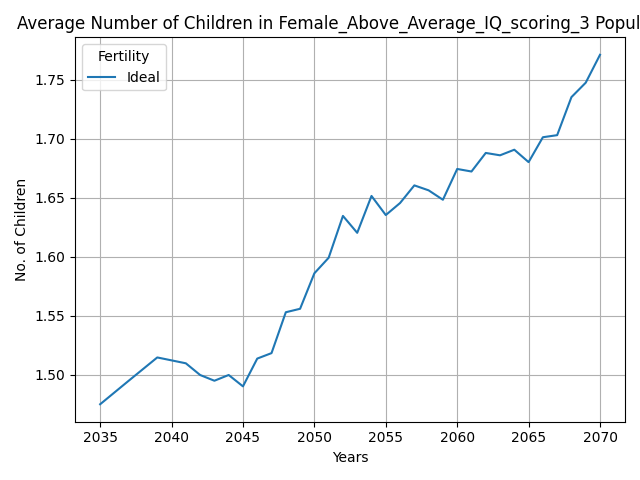 Average Number of Children in Female_Above_Average_IQ_scoring_3 Popul
Fertility
Ideal
1.75
1.70
1.65
1.60
1.55
1.50
No. of Children
2035 2040 2045 2050 2055 2060 2065 2070
Years